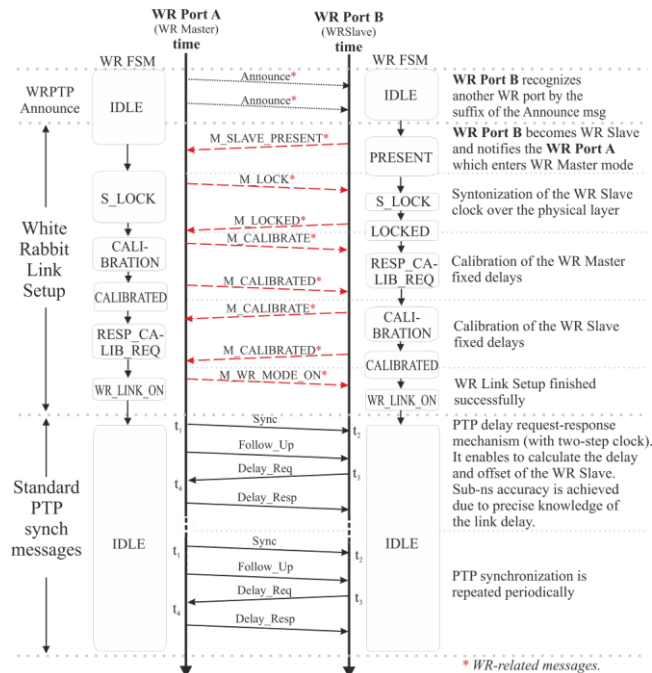 WR Port A
(WR Master)
time
WR Port B
(WRSlave)
time
WR FSM
WR FSM
WRPTP
Announce
IDLE
Announce*
Announce*
IDLE
WR Port B recognizes
another WR port by the
suffix of the Announce msg
White
Rabbit
Link
Setup
M_SLAVE_PRESENT*
PRESENT
WR Port B becomes WR Slave
and notifies the WR Port A
which enters WR Master mode
S_LOCK
M_LOCK*
S_LOCK
Syntonization of the WR Slave
clock over the physical layer
M_LOCKED*
LOCKED
CALI-
BRATION
M_CALIBRATE*
RESP_CA-
LIB_REQ
Calibration of the WR Master
fixed delays
CALIBRATED
M_CALIBRATED*
RESP_CA-
LIB_REQ
M_CALIBRATE*
CALI-
BRATION
Calibration of the WR Slave
fixed delays
M_CALIBRATED*
CALIBRATED
WR_LINK_ON
M_WR_MODE_ON*
WR_LINK_ON
WR Link Setup finished
successfully
Standard
PTP
synch
messages
IDLE
t1
Sync
t2
Follow_Up
t4
Delay_Req
t3
Delay_Resp
IDLE
PTP delay request-response
mechanism (with two-step clock).
It enables to calculate the delay
and offset of the WR Slave.
Sub-ns accuracy is achieved
due to precise knowledge of
the link delay.
t1
Sync
t2
Follow_Up
t4
Delay_Req
t3
Delay_Resp
PTP synchronization is
repeated periodically
* WR-related messages.